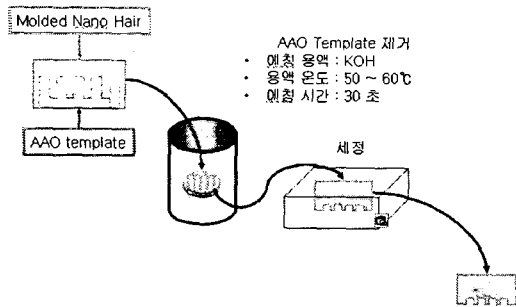 Molded Nano Hair
AAO template
AAO Template 제거
• 에칭 용액 : KOH
• 용액 온도 : 50 ~ 60℃
• 에칭 시간 : 30 초
세정